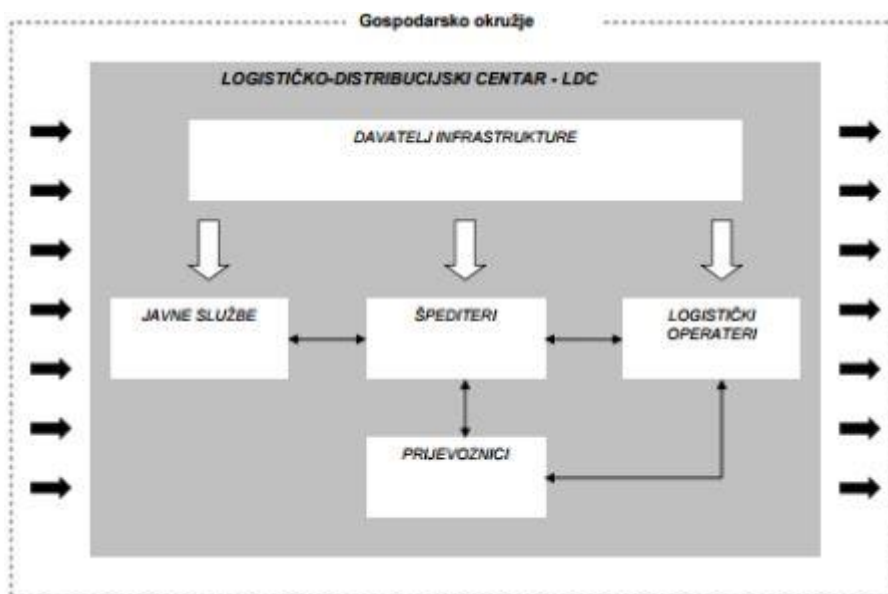 Gospodarsko okružje
LOGISTIČKO-DISTRIBUCIJSKI CENTAR - LDC
DAVATELJ INFRASTRUKTURE
JAVNE SLUŽBE
ŠPEDITERI
LOGISTIČKI
OPERATERI
PRIJEVOZNICI